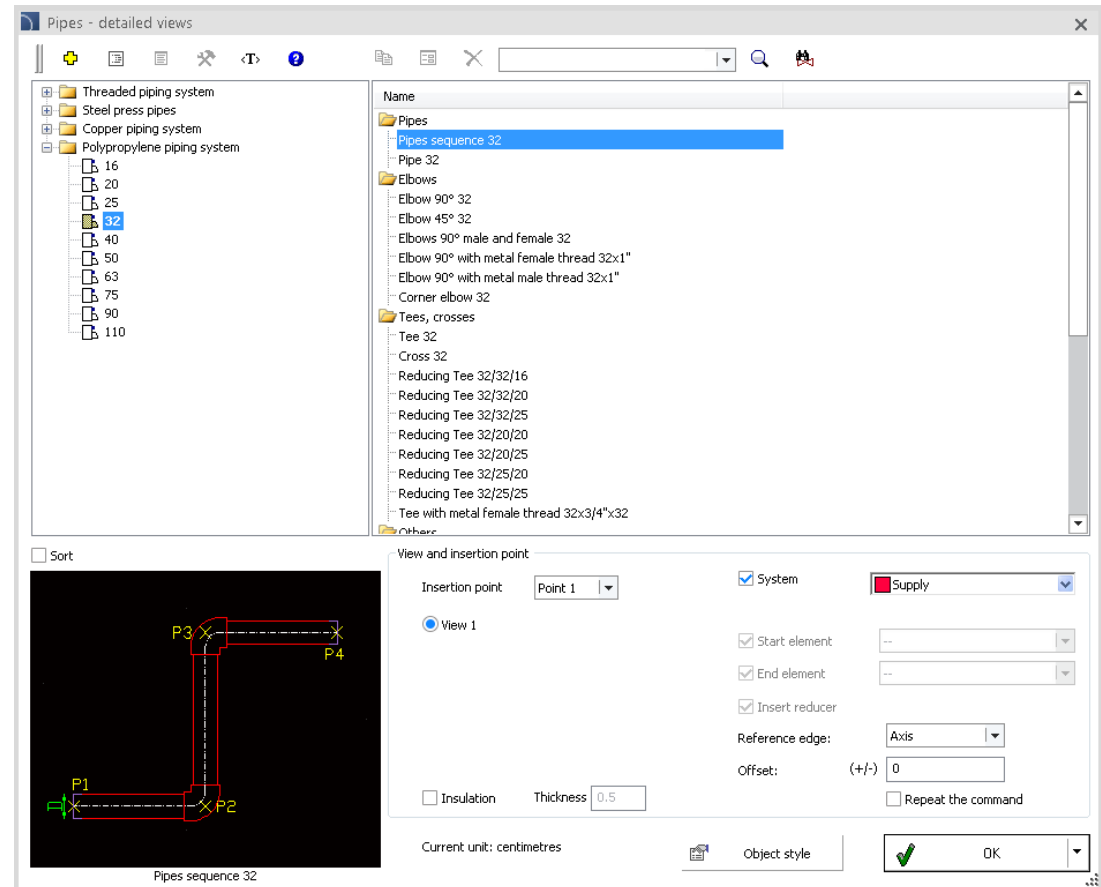 Pipes - detailed views
<T>
?
Threaded piping system
Steel press pipes
Copper piping system
Polypropylene piping system
16
20
25
32
40
50
63
75
90
110
Name
Pipes
Pipes sequence 32
Pipe 32
Elbows
Elbow 90° 32
Elbow 45° 32
Elbows 90° male and female 32
Elbow 90° with metal female thread 32x1"
Elbow 90° with metal male thread 32x1"
Corner elbow 32
Tees, crosses
Tee 32
Cross 32
Reducing Tee 32/32/16
Reducing Tee 32/32/20
Reducing Tee 32/32/25
Reducing Tee 32/20/20
Reducing Tee 32/20/25
Reducing Tee 32/25/20
Reducing Tee 32/25/25
Tee with metal female thread 32x3/4"x32
Others
Sort
P3
P4
P1
D
P2
Pipes sequence 32
View and insertion point
Insertion point Point 1
View 1
Insulation Thickness 0.5
System Supply
Start element --
End element --
Insert reducer
Reference edge: Axis
Offset: (+/-) 0
Repeat the command
Current unit: centimetres
Object style
OK